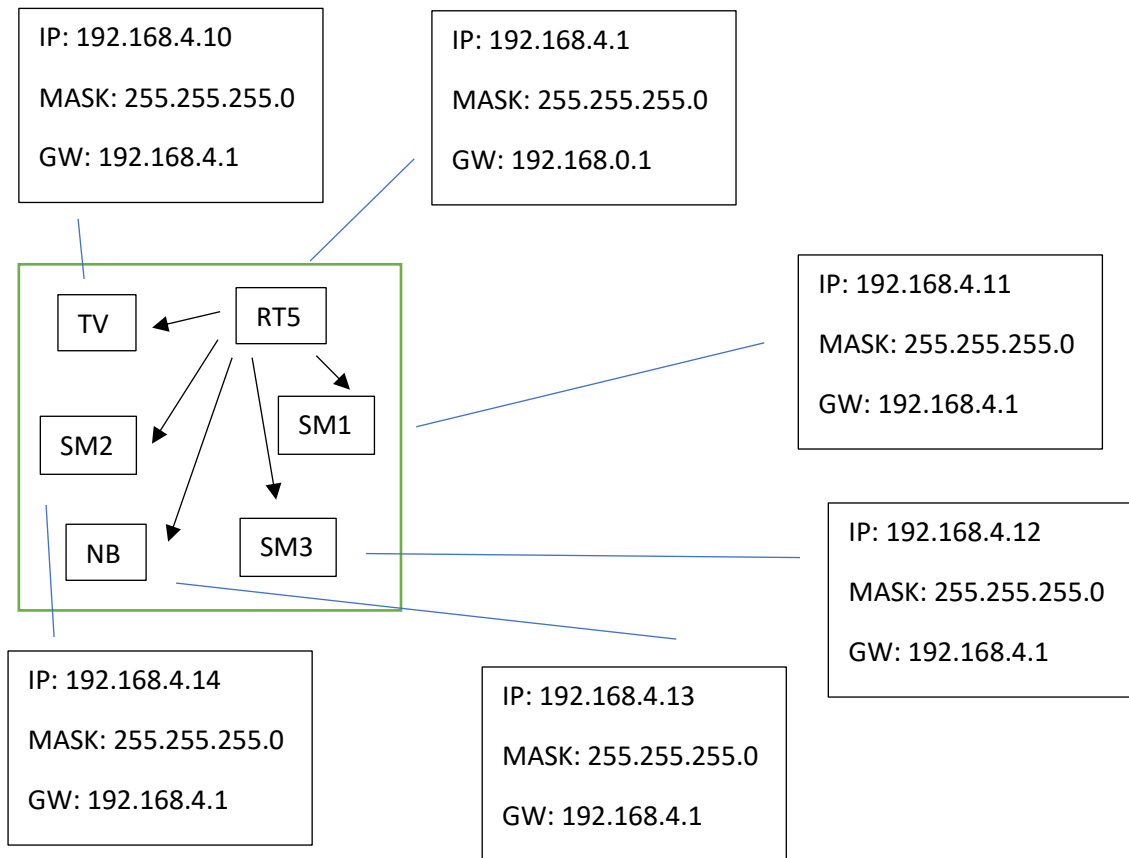 IP: 192.168.4.10
MASK: 255.255.255.0
GW: 192.168.4.1
IP: 192.168.4.1
MASK: 255.255.255.0
GW: 192.168.0.1
TV
RT5
SM2
SM1
NB
SM3
IP: 192.168.4.11
MASK: 255.255.255.0
GW: 192.168.4.1
IP: 192.168.4.12
MASK: 255.255.255.0
GW: 192.168.4.1
IP: 192.168.4.14
MASK: 255.255.255.0
GW: 192.168.4.1
IP: 192.168.4.13
MASK: 255.255.255.0
GW: 192.168.4.1